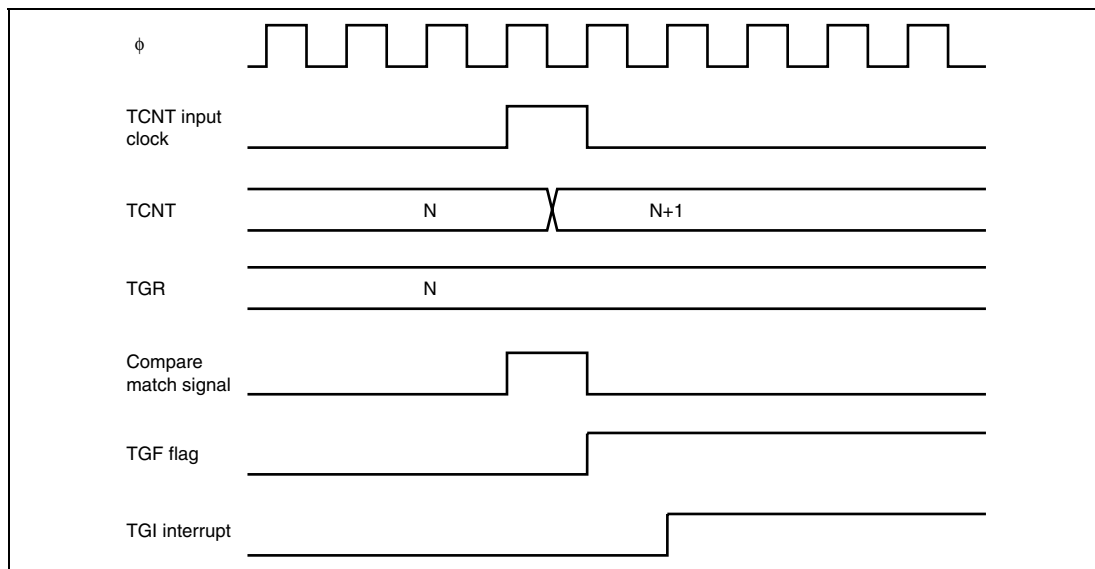 ϕ
TCNT input
clock
TCNT
N
N+1
TGR
N
Compare
match signal
TGF flag
TGI interrupt